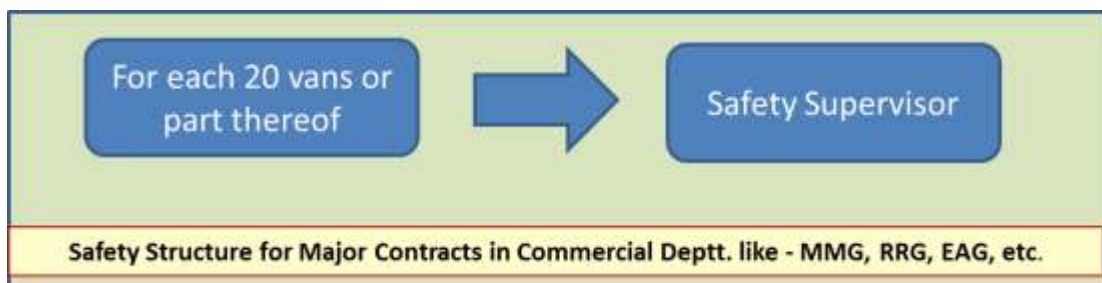 For each 20 vans or
part thereof
Safety Supervisor
Safety Structure for Major Contracts in Commercial Deptt. like - MMG, RRG, EAG, etc.